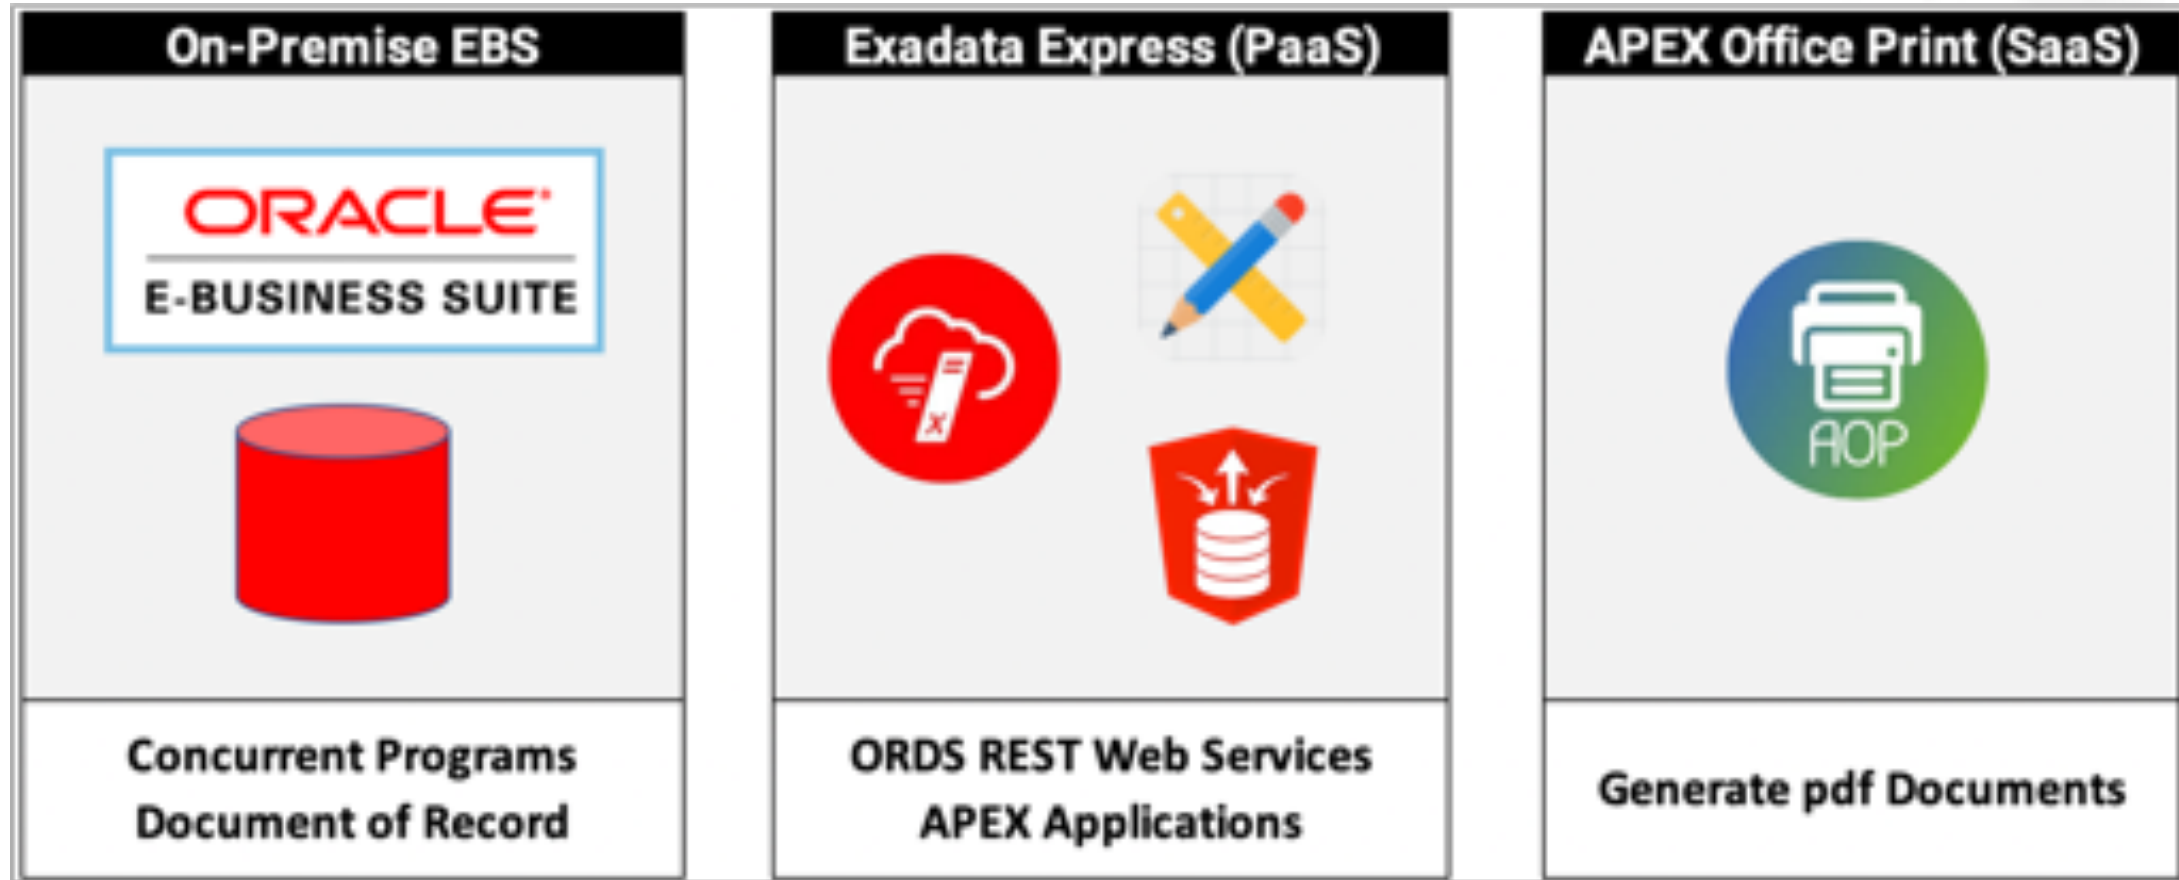 On-Premise EBS
ORACLE
E-BUSINESS SUITE
Concurrent Programs
Document of Record
Exadata Express (PaaS)
X
ORDS REST Web Services
APEX Applications
APEX Office Print (SaaS)
AOP
Generate pdf Documents